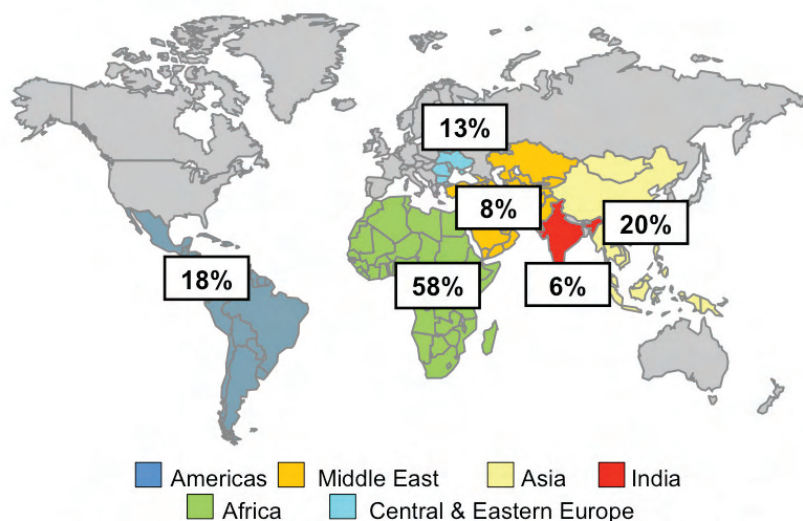 13%
8%
20%
18%
58%
6%
Americas
Middle East
Asia
India
Africa
Central & Eastern Europe